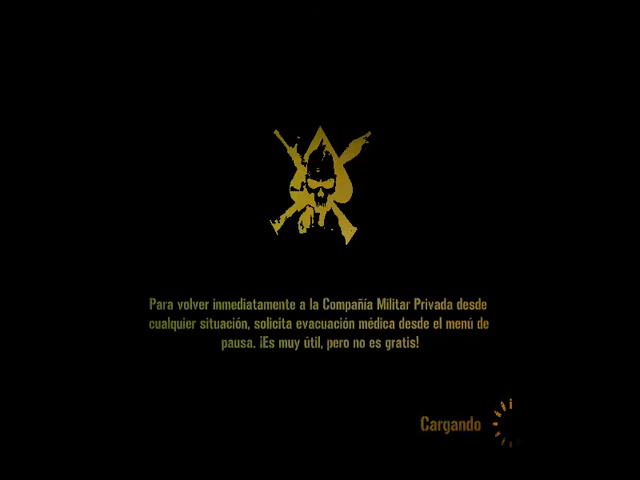 Para volver inmediatamente a la Compañía Militar Privada desde
cualquier situación, solicita evacuación médica desde el menú de
pausa. ¡Es muy útil, pero no es gratis!
Cargando